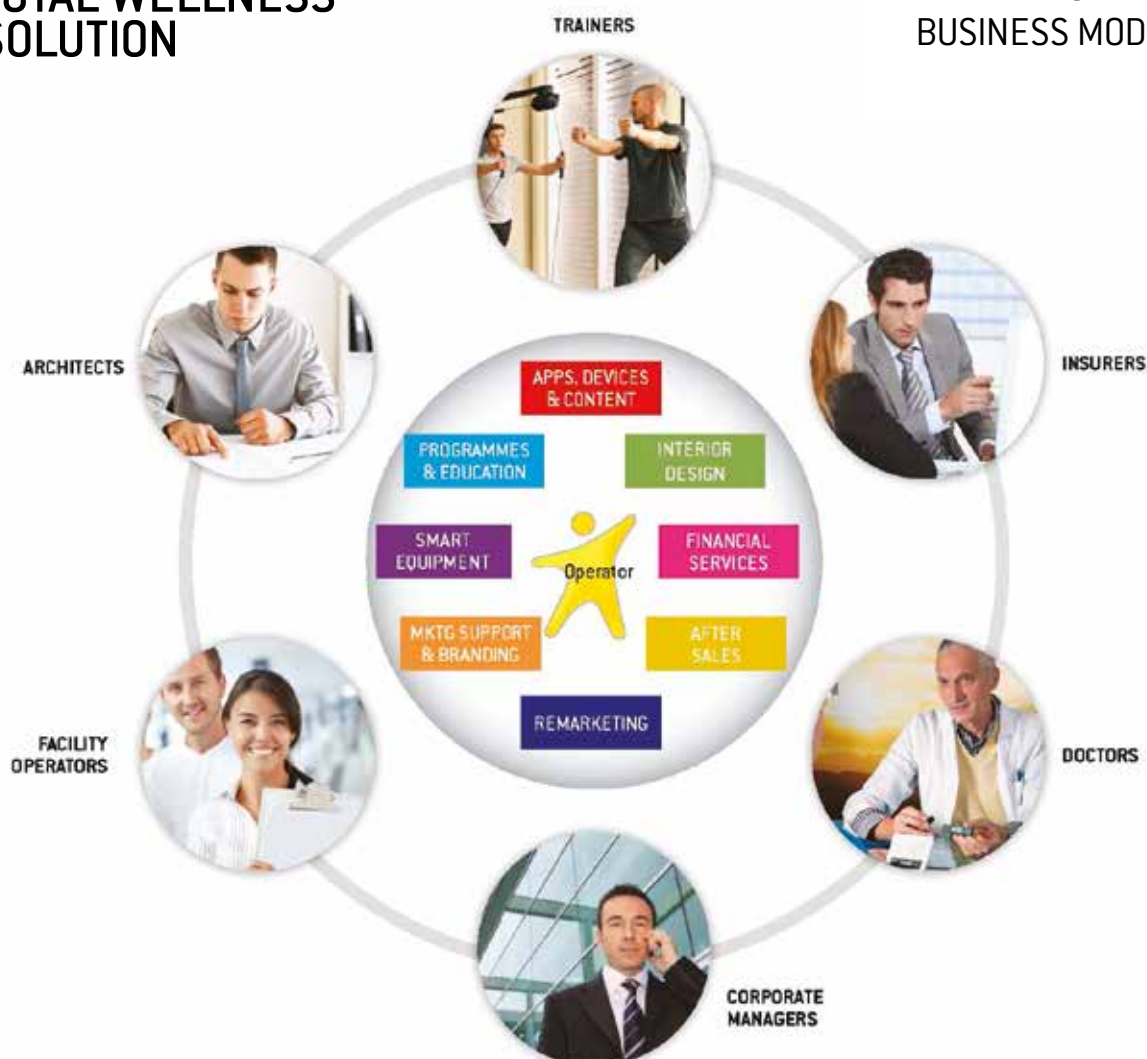 SOLUTION
BUSINESS MOD
TRAINERS
ARCHITECTS
INSURERS
APPS, DEVICES
& CONTENT
PROGRAMMES
& EDUCATION
INTERIOR
DESIGN
SMART
EQUIPMENT
Operator
FINANCIAL
SERVICES
MKTG SUPPORT
& BRANDING
AFTER
SALES
REMARKETING
FACILITY
OPERATORS
DOCTORS
CORPORATE
MANAGERS